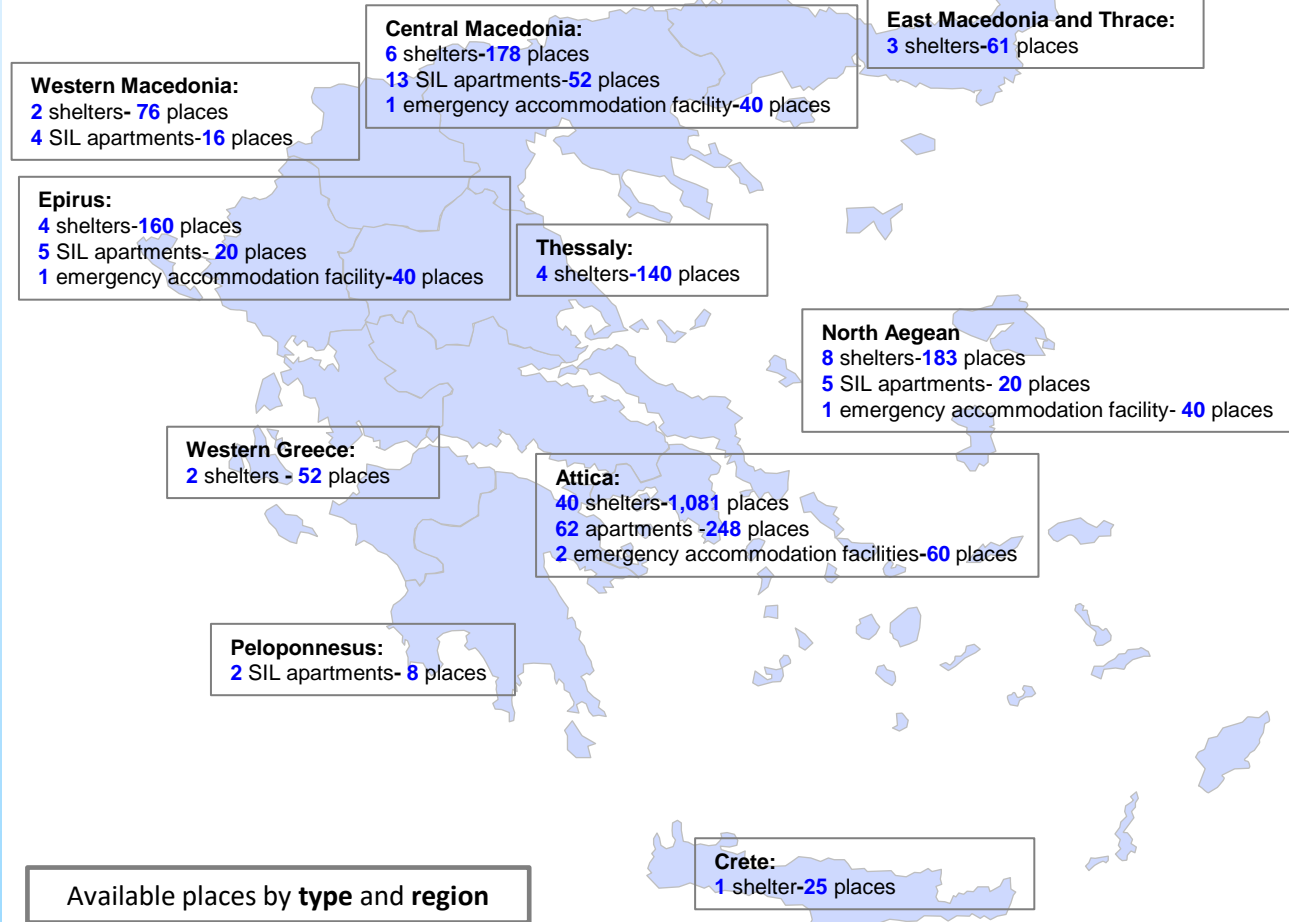 Central Macedonia:
6 shelters-178 places
13 SIL apartments-52 places
1 emergency accommodation facility-40 places
East Macedonia and Thrace:
3 shelters-61 places
Western Macedonia:
2 shelters- 76 places
4 SIL apartments-16 places
Epirus:
4 shelters-160 places
5 SIL apartments- 20 places
1 emergency accommodation facility-40 places
Thessaly:
4 shelters-140 places
North Aegean
8 shelters-183 places
5 SIL apartments- 20 places
1 emergency accommodation facility- 40 places
Western Greece:
2 shelters - 52 places
Attica:
40 shelters-1,081 places
62 apartments -248 places
2 emergency accommodation facilities-60 places
Peloponnesus:
2 SIL apartments- 8 places
Crete:
1 shelter-25 places
Available places by type and region